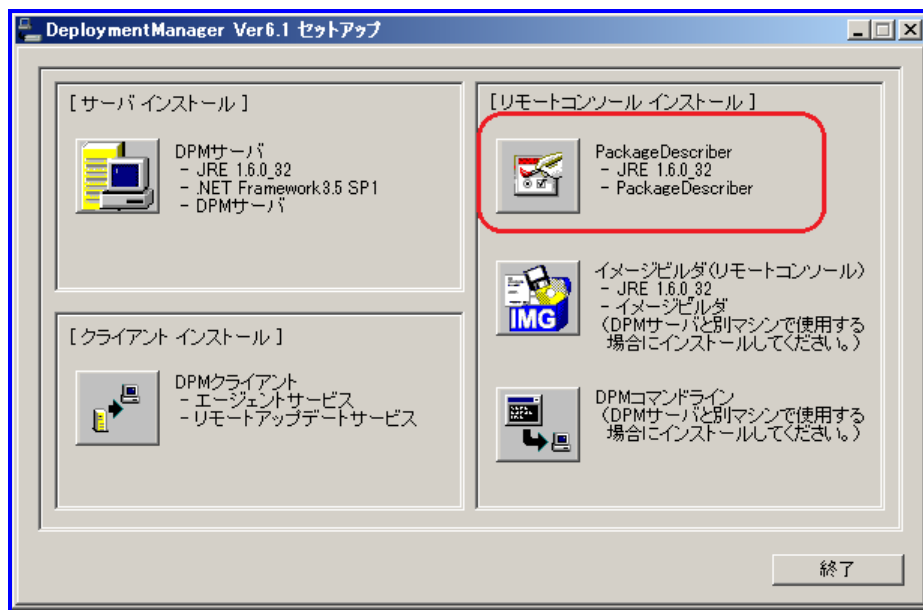 DeploymentManager Ver6.1 セットアップ
[サーバ インストール]
DPMサーバ
- JRE 1.6.0_32
- .NET Framework3.5 SP1
- DPMサーバ
[クライアント インストール]
DPMクライアント
- エージェントサービス
- リモートアップデートサービス
[リモートコンソール インストール]
PackageDescriber
- JRE 1.6.0_32
- PackageDescriber
IMG
イメージビルダ(リモートコンソール)
- JRE 1.6.0_32
- イメージビルダ
(DPMサーバと別マシンで使用する
場合にインストールしてください。)
DPMコマンドライン
(DPMサーバと別マシンで使用する
場合にインストールしてください。)
終了